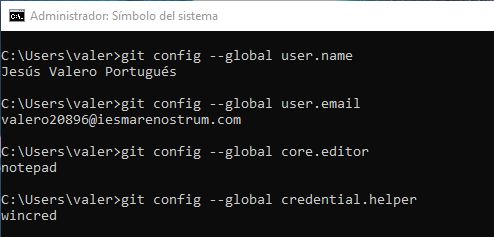 Administrador: Símbolo del sistema
C:\Users\valer>git config --global user.name
Jesús Valero Portugués
C:\Users\valer>git config --global user.email
valero20896@iesmarenostrum.com
C:\Users\valer>git config --global core.editor
notepad
C:\Users\valer>git config --global credential.helper
wincred